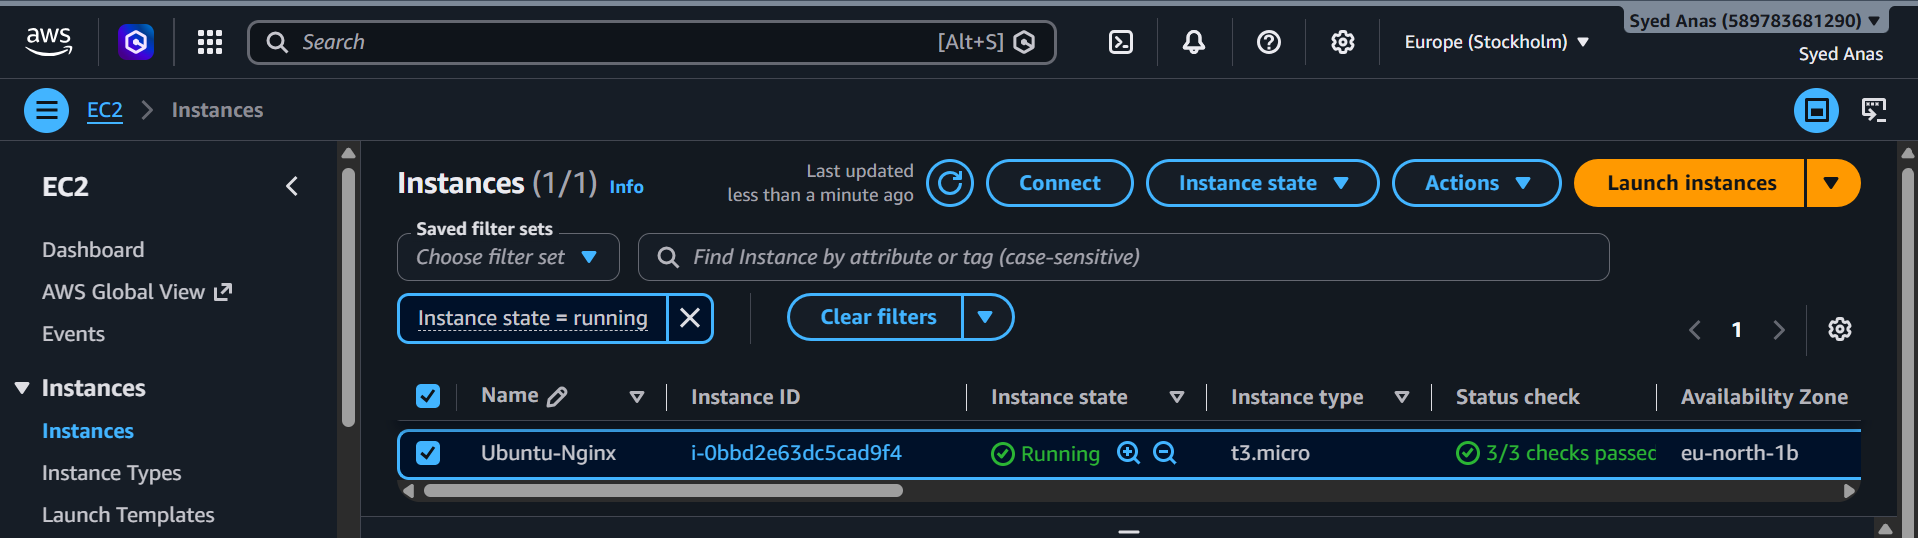 aws
Search [Alt+S]
Europe (Stockholm)
Syed Anas (589783681290)
Syed Anas
EC2
Instances
EC2
Dashboard
AWS Global View
Events
Instances
Instances
Instance Types
Launch Templates
Instances (1/1) Info
Last updated
less than a minute ago
Connect
Instance state
Actions
Launch instances
Saved filter sets
Choose filter set
Find Instance by attribute or tag (case-sensitive)
Instance state = running
Clear filters
1
Name Instance ID Instance state Instance type Status check Availability Zone
Ubuntu-Nginx i-0bbd2e63dc5cad9f4 Running t3.micro 3/3 checks passed eu-north-1b